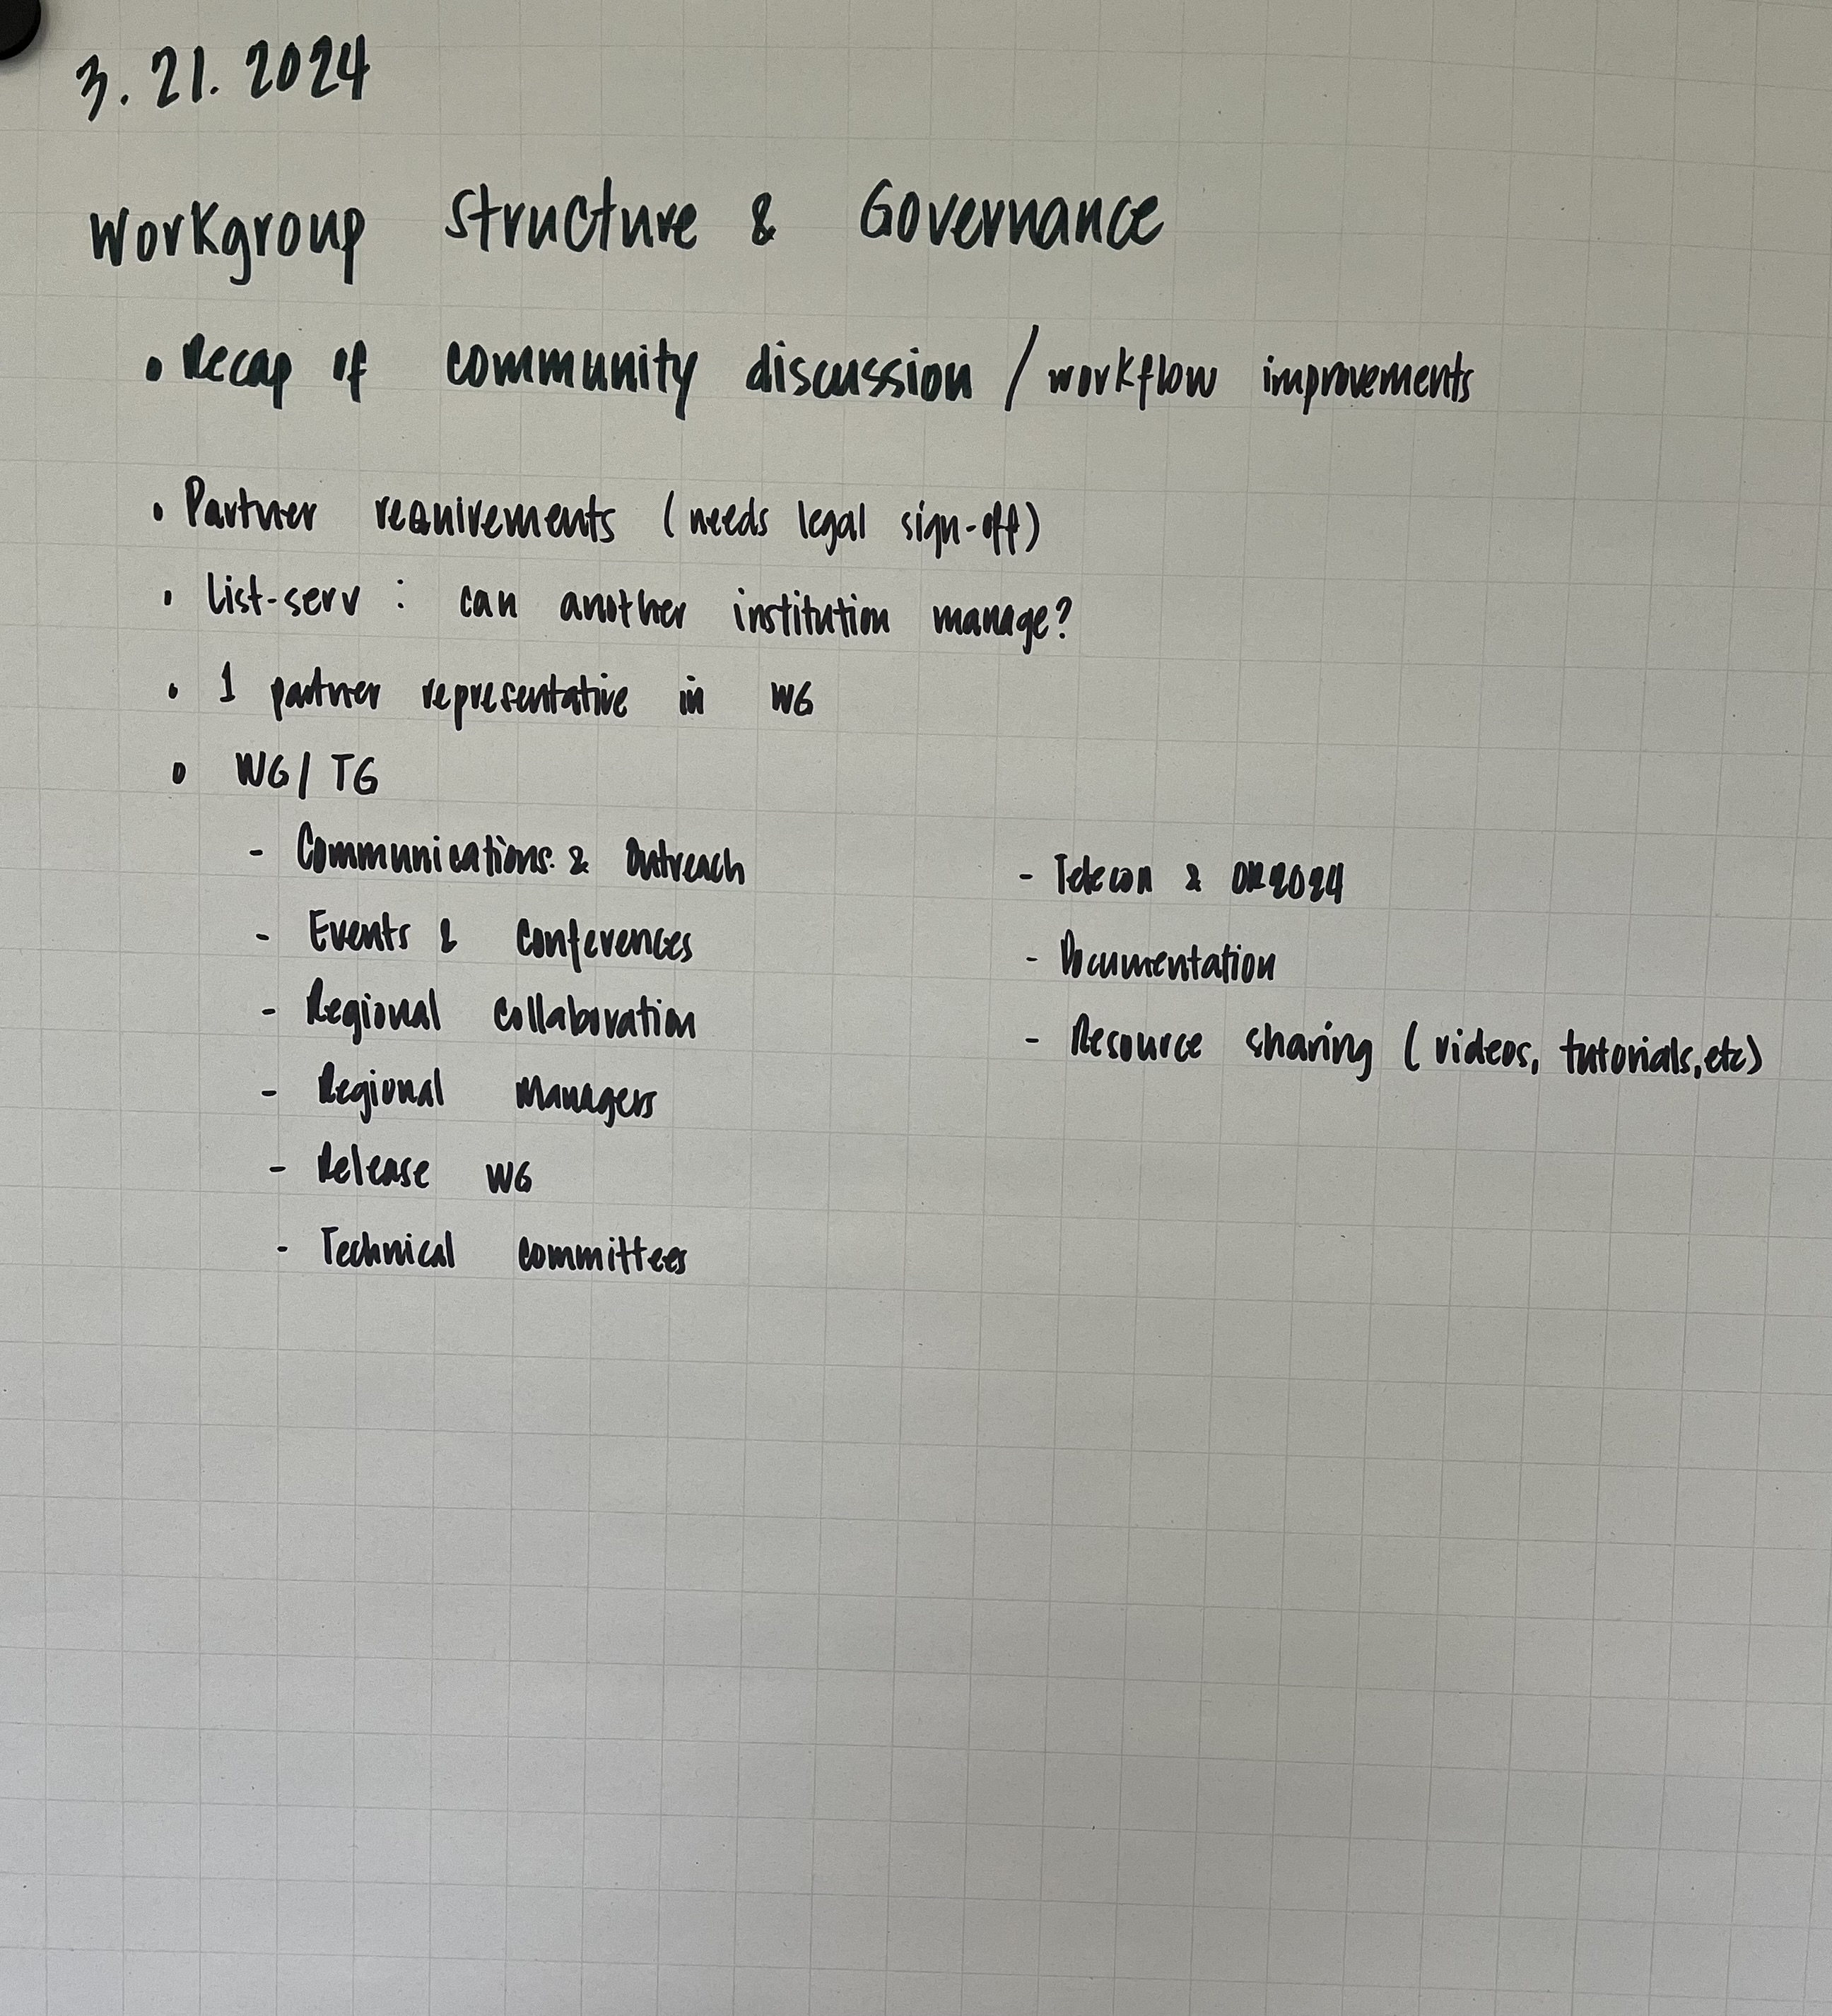 3.21.2024
Workgroup Structure & Governance
• Recap of community discussion / workflow improvements
• Partner requirements (needs legal sign-off)
• List-serv : can another institution manage?
• 1 partner representative in WG
• WG / TG
- Communications & Outreach
- Events & Conferences
- Regional Collaboration
- Regional Managers
- Release WG
- Technical Committees
- Telecon & OR2024
- Documentation
- Resource sharing (videos, tutorials, etc)